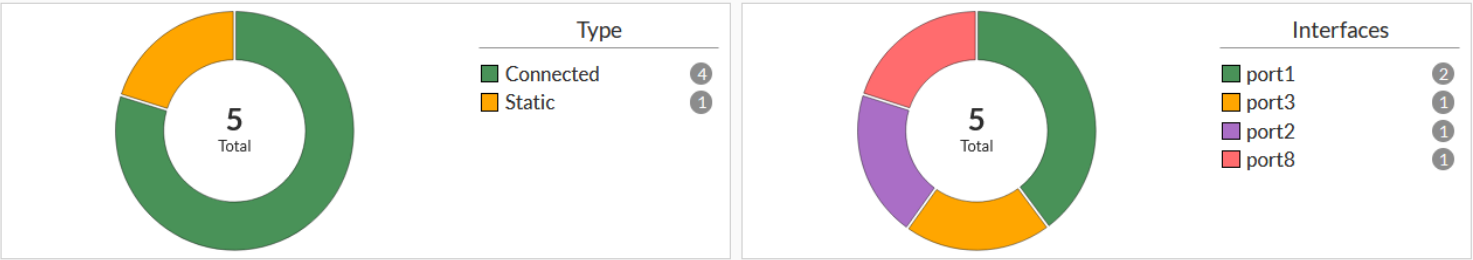 5
Total
Type
Connected 4
Static 1
5
Total
Interfaces
port1 2
port3 1
port2 1
port8 1